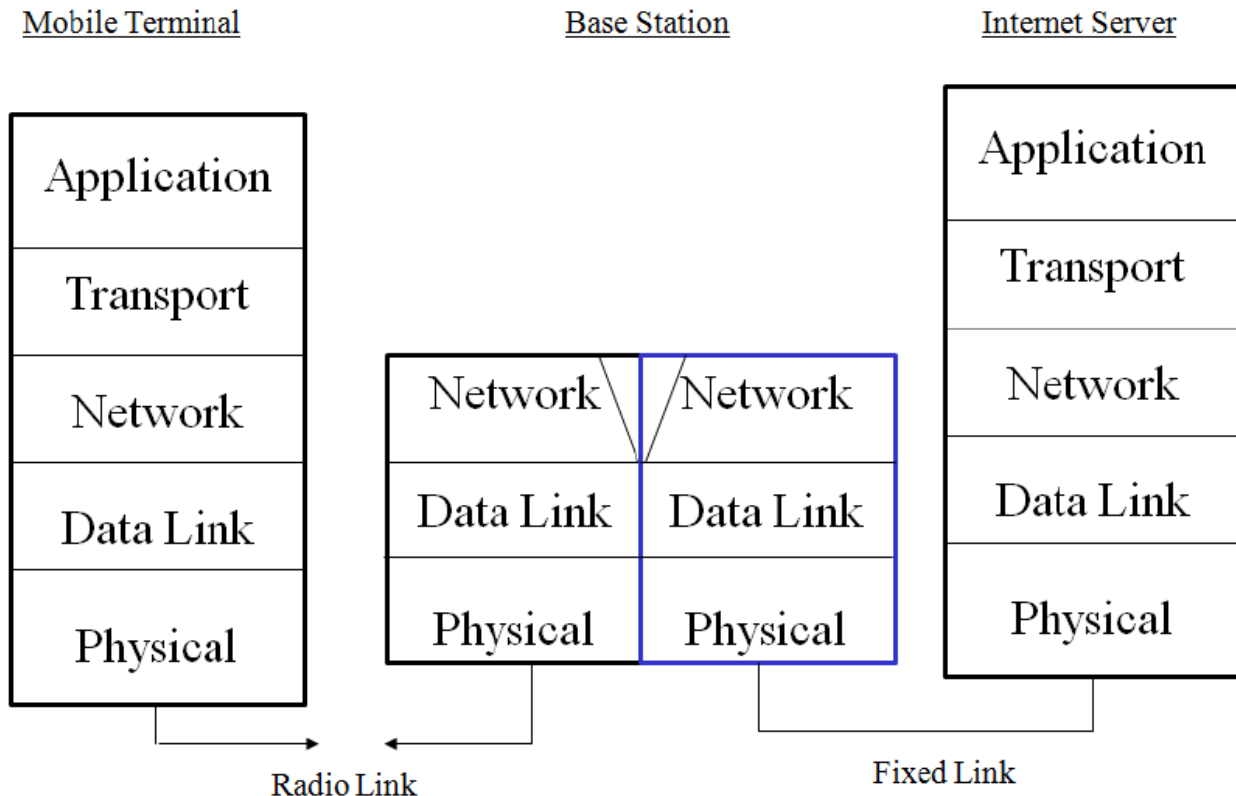 Mobile Terminal
Base Station
Internet Server
Application
Transport
Network
Data Link
Physical
Network
Data Link
Physical
Network
Data Link
Physical
Application
Transport
Network
Data Link
Physical
Radio Link
Fixed Link